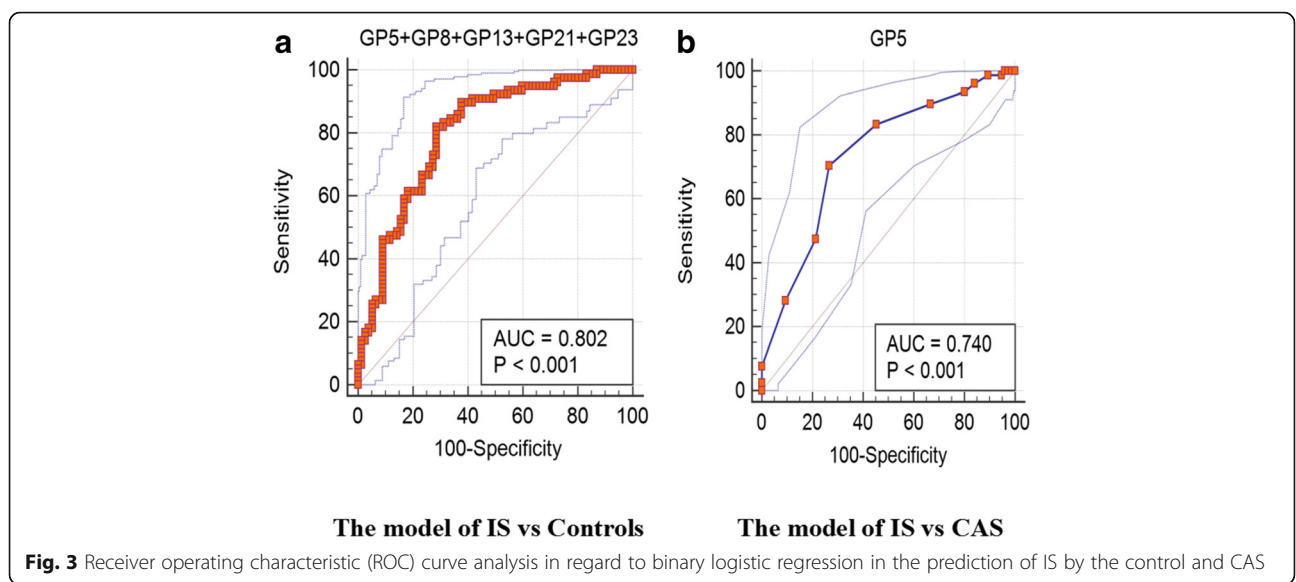 a GP5+GP8+GP13+GP21+GP23
100
80
60
40
20
0
Sensitivity
AUC = 0.802
P < 0.001
0 20 40 60 80 100
100-Specificity
The model of IS vs Controls
b GP5
100
80
60
40
20
0
Sensitivity
AUC = 0.740
P < 0.001
0 20 40 60 80 100
100-Specificity
The model of IS vs CAS
Fig. 3 Receiver operating characteristic (ROC) curve analysis in regard to binary logistic regression in the prediction of IS by the control and CAS